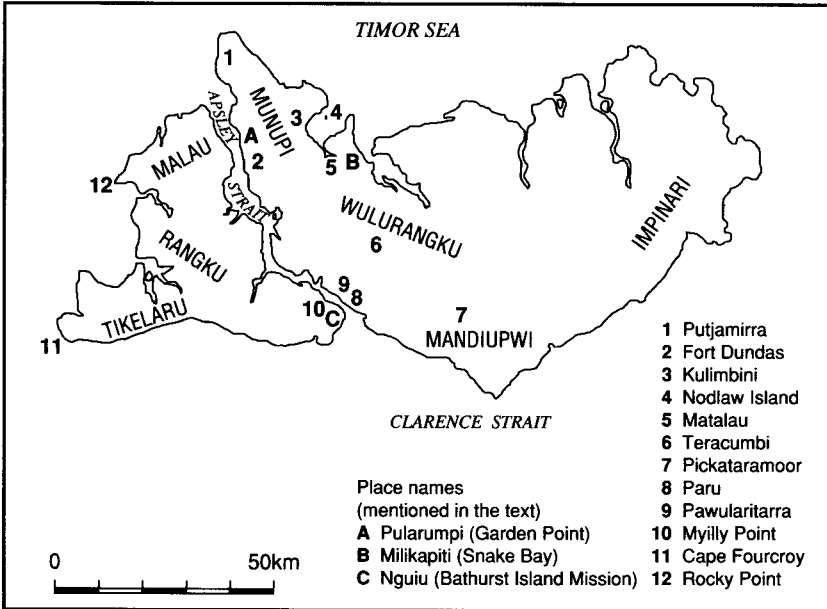 TIMOR SEA
1
MUNUPI
APSLEY
STRAIT
3
4
A
2
5
B
MALAU
12
WULURANGKU
6
IMPINARI
RANGKU
9
8
10
C
7
MANDIUPWI
TIKELARU
11
CLARENCE STRAIT
1 Putjamirra
2 Fort Dundas
3 Kulimbini
4 Nodlaw Island
5 Matalau
6 Teracumbi
7 Pickataramoor
8 Paru
9 Pawularitarra
10 Myilly Point
11 Cape Fourcroy
12 Rocky Point
Place names
(mentioned in the text)
A Pularumpi (Garden Point)
B Milikapiti (Snake Bay)
C Nguiu (Bathurst Island Mission)
0 50km